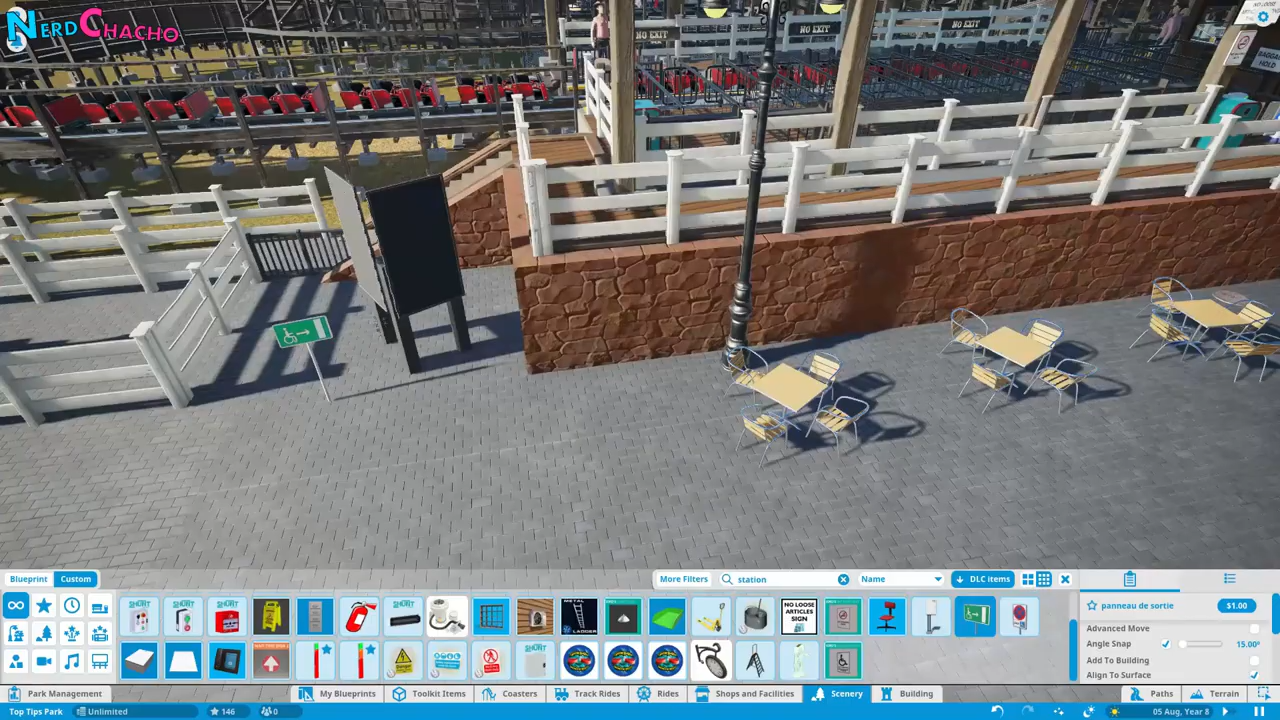 NERDCHACHO
NO EXIT
NO EXIT
NO EXIT
NO LOOSE
HOLD
Blueprint
Custom
More Filters
station
Name
DLC items
panneau de sortie
$1.00
Advanced Move
Angle Snap
15.00°
Add To Building
Align To Surface
METAL
LADDER
NO LOOSE
ARTICLES
SIGN
Park Management
My Blueprints
Toolkit Items
Coasters
Track Rides
Rides
Shops and Facilities
Scenery
Building
Paths
Terrain
Top Tips Park
Unlimited
146
0
05 Aug, Year 8